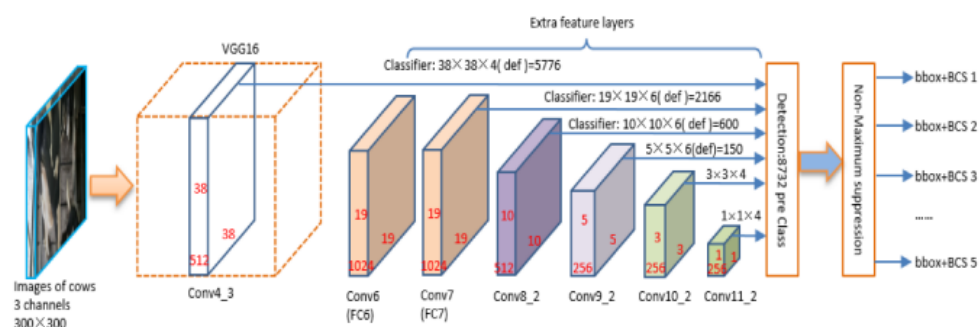 Extra feature layers
VGG16
Classifier: 38×38×4( def )=5776
Classifier: 19×19×6( def )=2166
Classifier: 10×10×6( def )=600
5×5×6(def)=150
3×3×4
1×1×4
38
38
512
19
19
1024
19
19
1024
10
10
512
5
5
256
3
3
256
1
1
256
Images of cows
3 channels
300×300
Conv4_3
Conv6
(FC6)
Conv7
(FC7)
Conv8_2
Conv9_2
Conv10_2
Conv11_2
Detection:8732 pre Class
Non-Maximum suppression
bbox+BCS 1
bbox+BCS 2
bbox+BCS 3
......
bbox+BCS 5